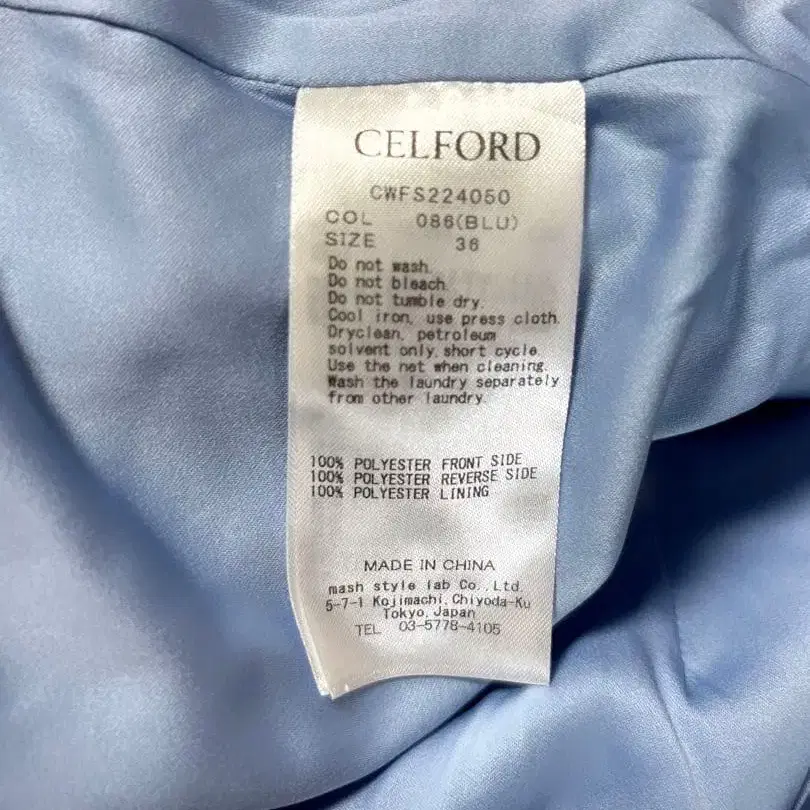 CELFORD
CWFS224050
COL 086(BLU)
SIZE 36
Do not wash.
Do not bleach.
Do not tumble dry.
Cool iron, use press cloth.
Dryclean, petroleum
solvent only, short cycle.
Use the net when cleaning.
Wash the laundry separately
from other laundry.
100% POLYESTER FRONT SIDE
100% POLYESTER REVERSE SIDE
100% POLYESTER LINING
MADE IN CHINA
mash style lab Co., Ltd.
5-7-1 Kojimachi, Chiyoda-Ku
Tokyo, Japan
TEL 03-5778-4105